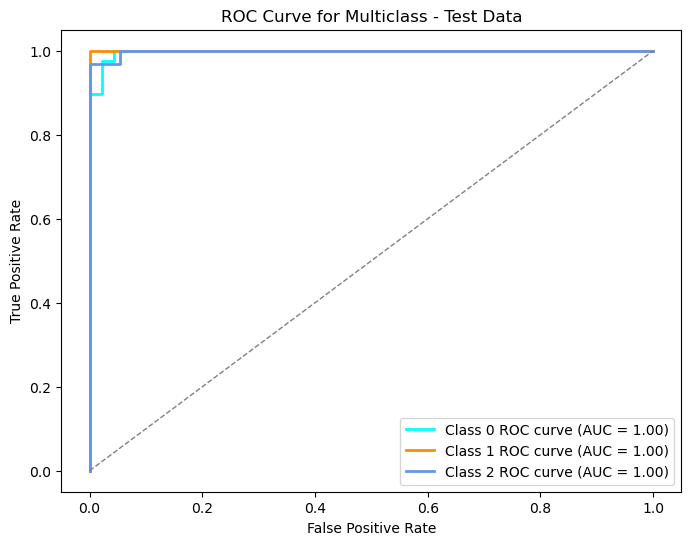 ROC Curve for Multiclass - Test Data
1.0
0.8
0.6
0.4
0.2
0.0
True Positive Rate
Class 0 ROC curve (AUC = 1.00)
Class 1 ROC curve (AUC = 1.00)
Class 2 ROC curve (AUC = 1.00)
0.0 0.2 0.4 0.6 0.8 1.0
False Positive Rate